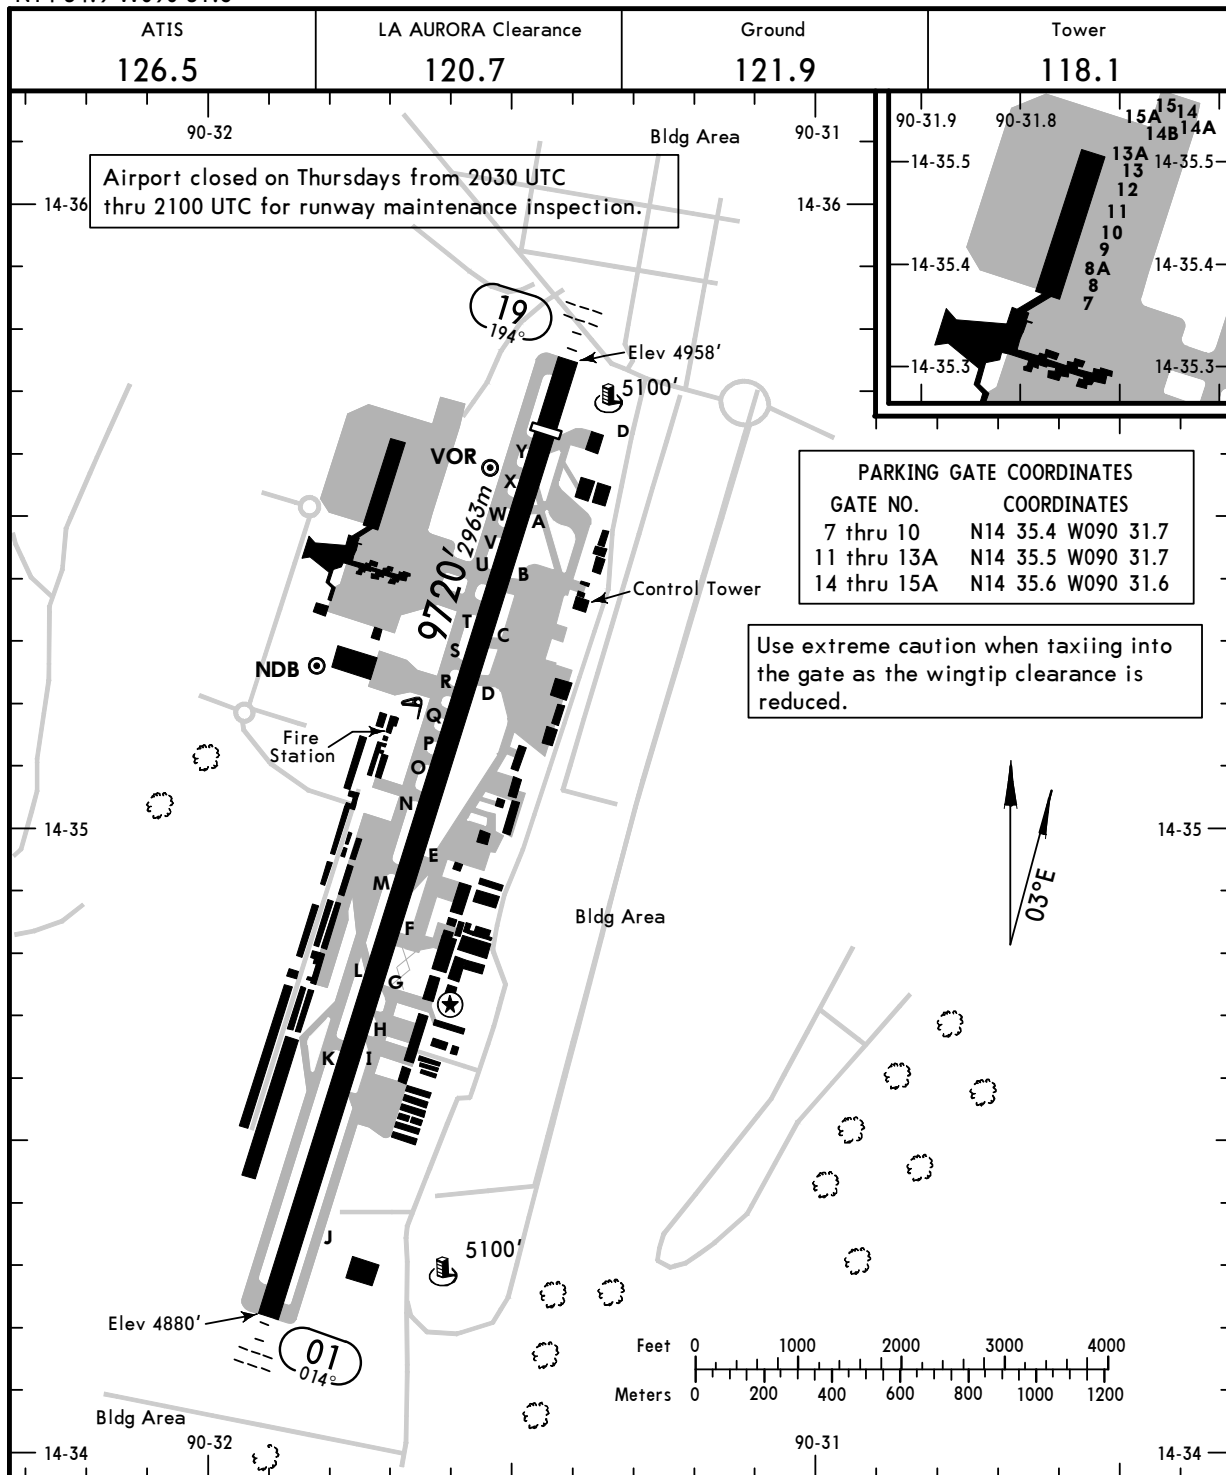 ATIS
LA AURORA Clearance
Ground
Tower
126.5
120.7
121.9
118.1
90-32
Bldg Area
90-31
Airport closed on Thursdays from 2030 UTC
thru 2100 UTC for runway maintenance inspection.
14-36
14-36
90-31.9
90-31.8
15
15A
14
14B
14A
14-35.5
13A
14-35.5
13
12
11
10
9
14-35.4
8A
14-35.4
8
7
14-35.3
14-35.3
19
194°
Elev 4958'
5100'
D
VOR
Y
X
W
A
V
U
B
9720' 2963m
Control Tower
T
C
S
NDB
R
D
Q
Fire
Station
P
O
N
PARKING GATE COORDINATES
GATE NO. COORDINATES
7 thru 10 N14 35.4 W090 31.7
11 thru 13A N14 35.5 W090 31.7
14 thru 15A N14 35.6 W090 31.6
Use extreme caution when taxiing into
the gate as the wingtip clearance is
reduced.
14-35
14-35
E
M
03°E
F
Bldg Area
L
G
H
K
I
J
5100'
Elev 4880'
01
014°
Feet 0 1000 2000 3000 4000
Meters 0 200 400 600 800 1000 1200
Bldg Area
90-32
90-31
14-34
14-34